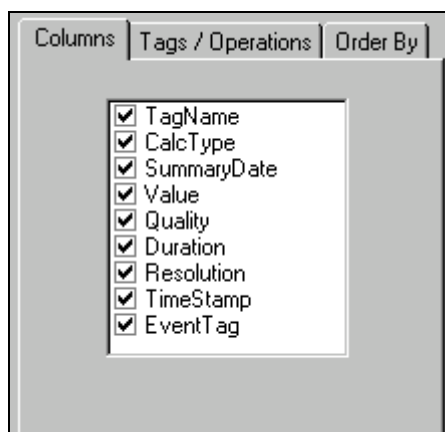 Columns Tags / Operations Order By
TagName
CalcType
SummaryDate
Value
Quality
Duration
Resolution
TimeStamp
EventTag